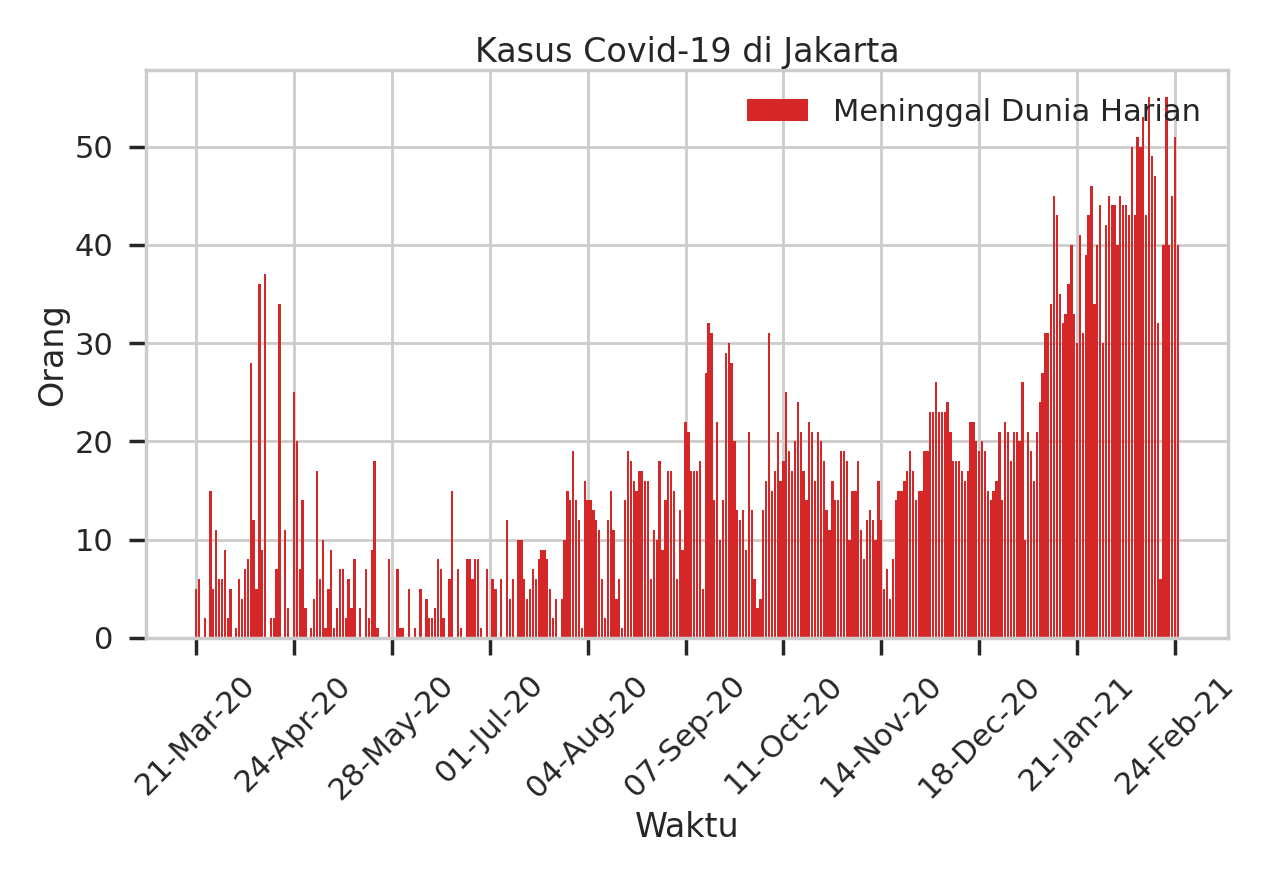 Kasus Covid-19 di Jakarta
Meninggal Dunia Harian
Orang
50
40
30
20
10
0
21-Mar-20
24-Apr-20
28-May-20
01-Jul-20
04-Aug-20
07-Sep-20
11-Oct-20
14-Nov-20
18-Dec-20
21-Jan-21
24-Feb-21
Waktu